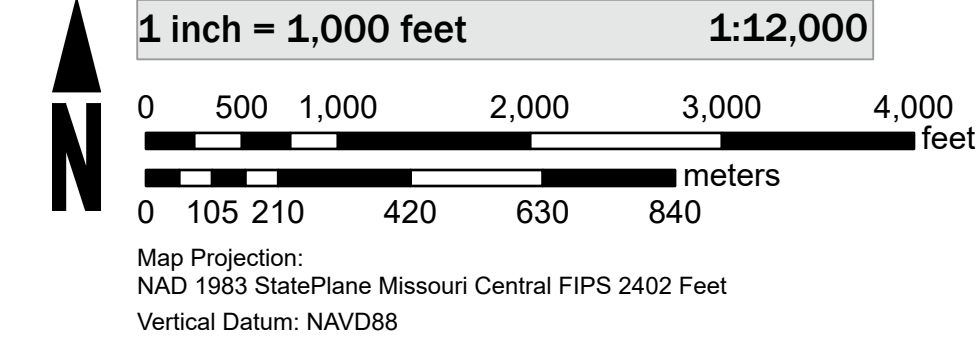 1 inch = 1,000 feet 1:12,000
0 500 1,000 2,000 3,000 4,000
feet
meters
0 105 210 420 630 840
N
Map Projection:
NAD 1983 StatePlane Missouri Central FIPS 2402 Feet
Vertical Datum: NAVD88